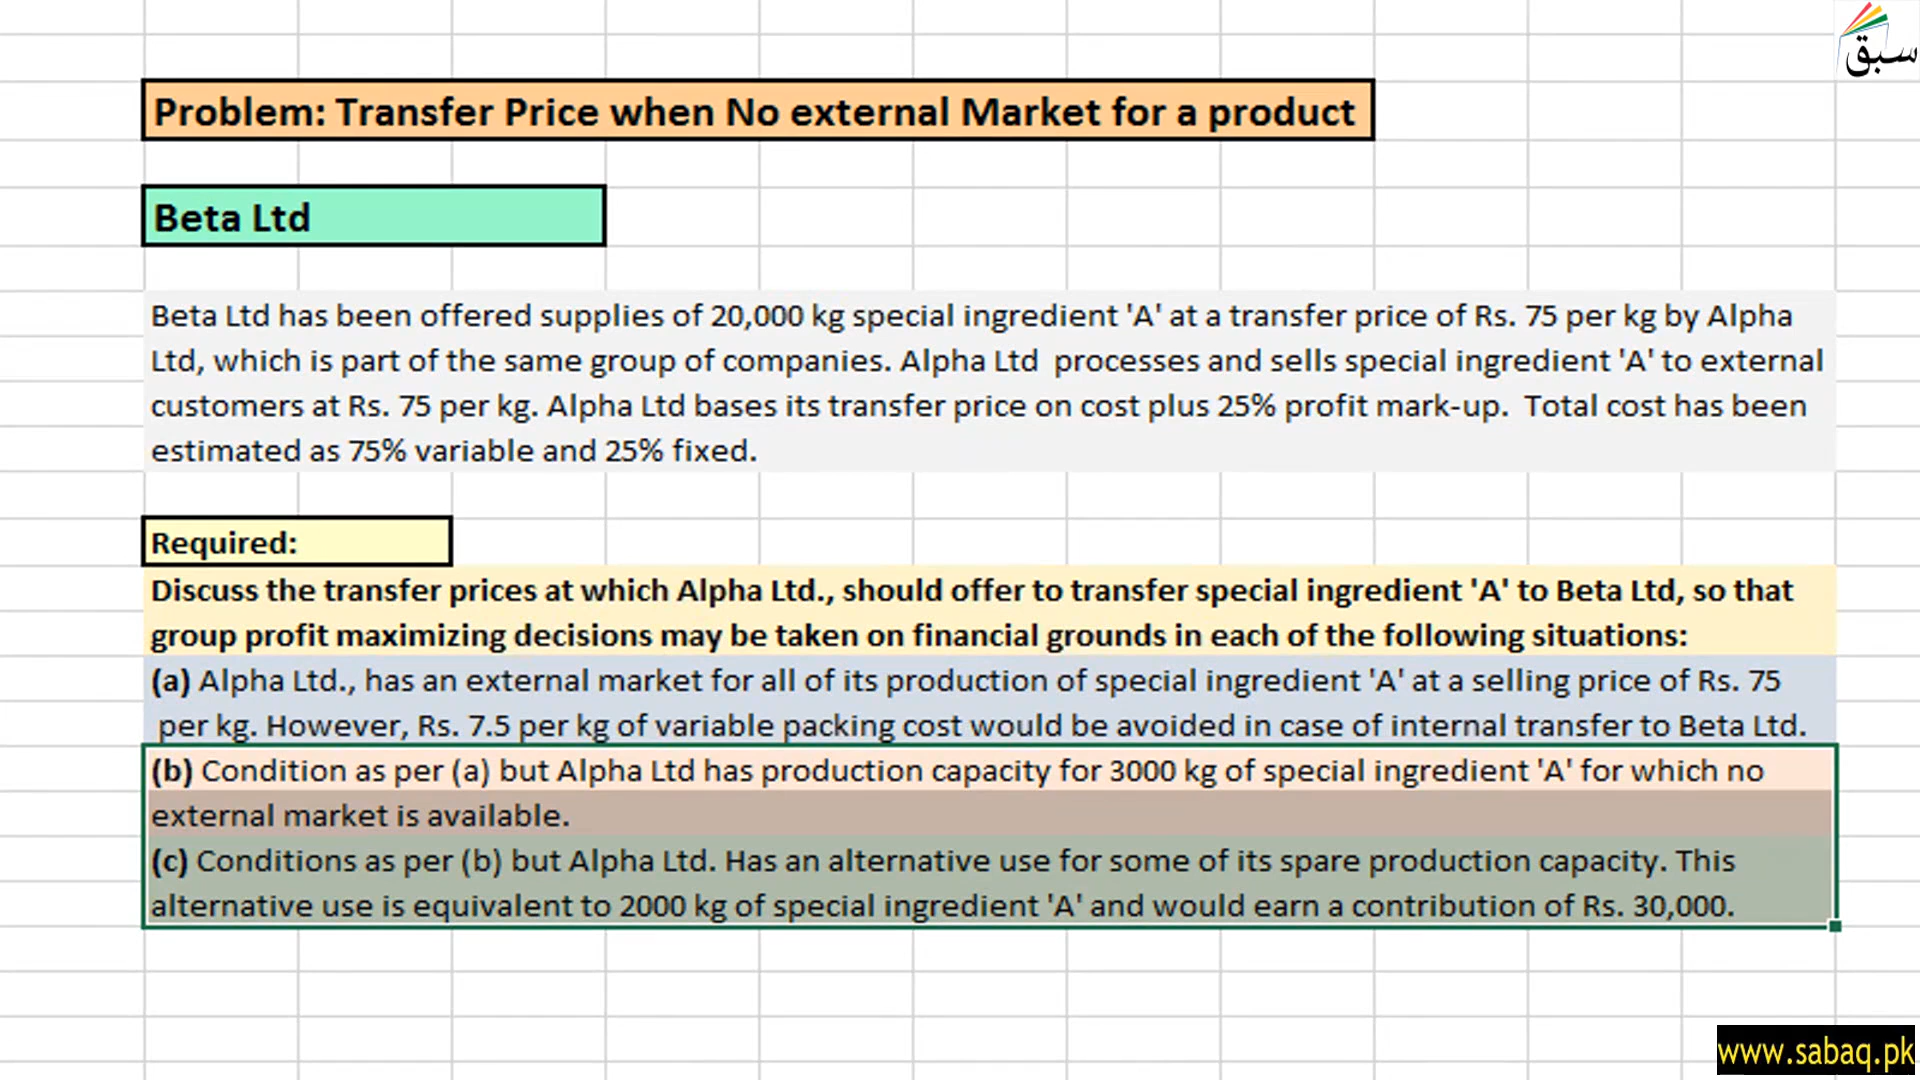 سبق
Problem: Transfer Price when No external Market for a product
Beta Ltd
Beta Ltd has been offered supplies of 20,000 kg special ingredient 'A' at a transfer price of Rs. 75 per kg by Alpha
Ltd, which is part of the same group of companies. Alpha Ltd processes and sells special ingredient 'A' to external
customers at Rs. 75 per kg. Alpha Ltd bases its transfer price on cost plus 25% profit mark-up. Total cost has been
estimated as 75% variable and 25% fixed.
Required:
Discuss the transfer prices at which Alpha Ltd., should offer to transfer special ingredient 'A' to Beta Ltd, so that
group profit maximizing decisions may be taken on financial grounds in each of the following situations:
(a) Alpha Ltd., has an external market for all of its production of special ingredient 'A' at a selling price of Rs. 75
per kg. However, Rs. 7.5 per kg of variable packing cost would be avoided in case of internal transfer to Beta Ltd.
(b) Condition as per (a) but Alpha Ltd has production capacity for 3000 kg of special ingredient 'A' for which no
external market is available.
(c) Conditions as per (b) but Alpha Ltd. Has an alternative use for some of its spare production capacity. This
alternative use is equivalent to 2000 kg of special ingredient 'A' and would earn a contribution of Rs. 30,000.
www.sabaq.pk